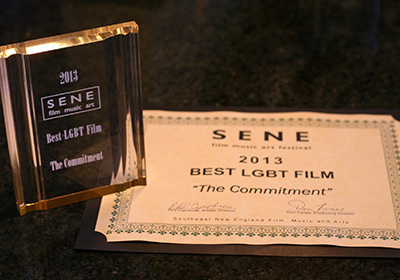 2013
SENE
film music art
Best LGBT Film
The Commitment
SENE
film music art festival
2013
BEST LGBT FILM
"The Commitment"
Southeast New England Film, Music and Arts